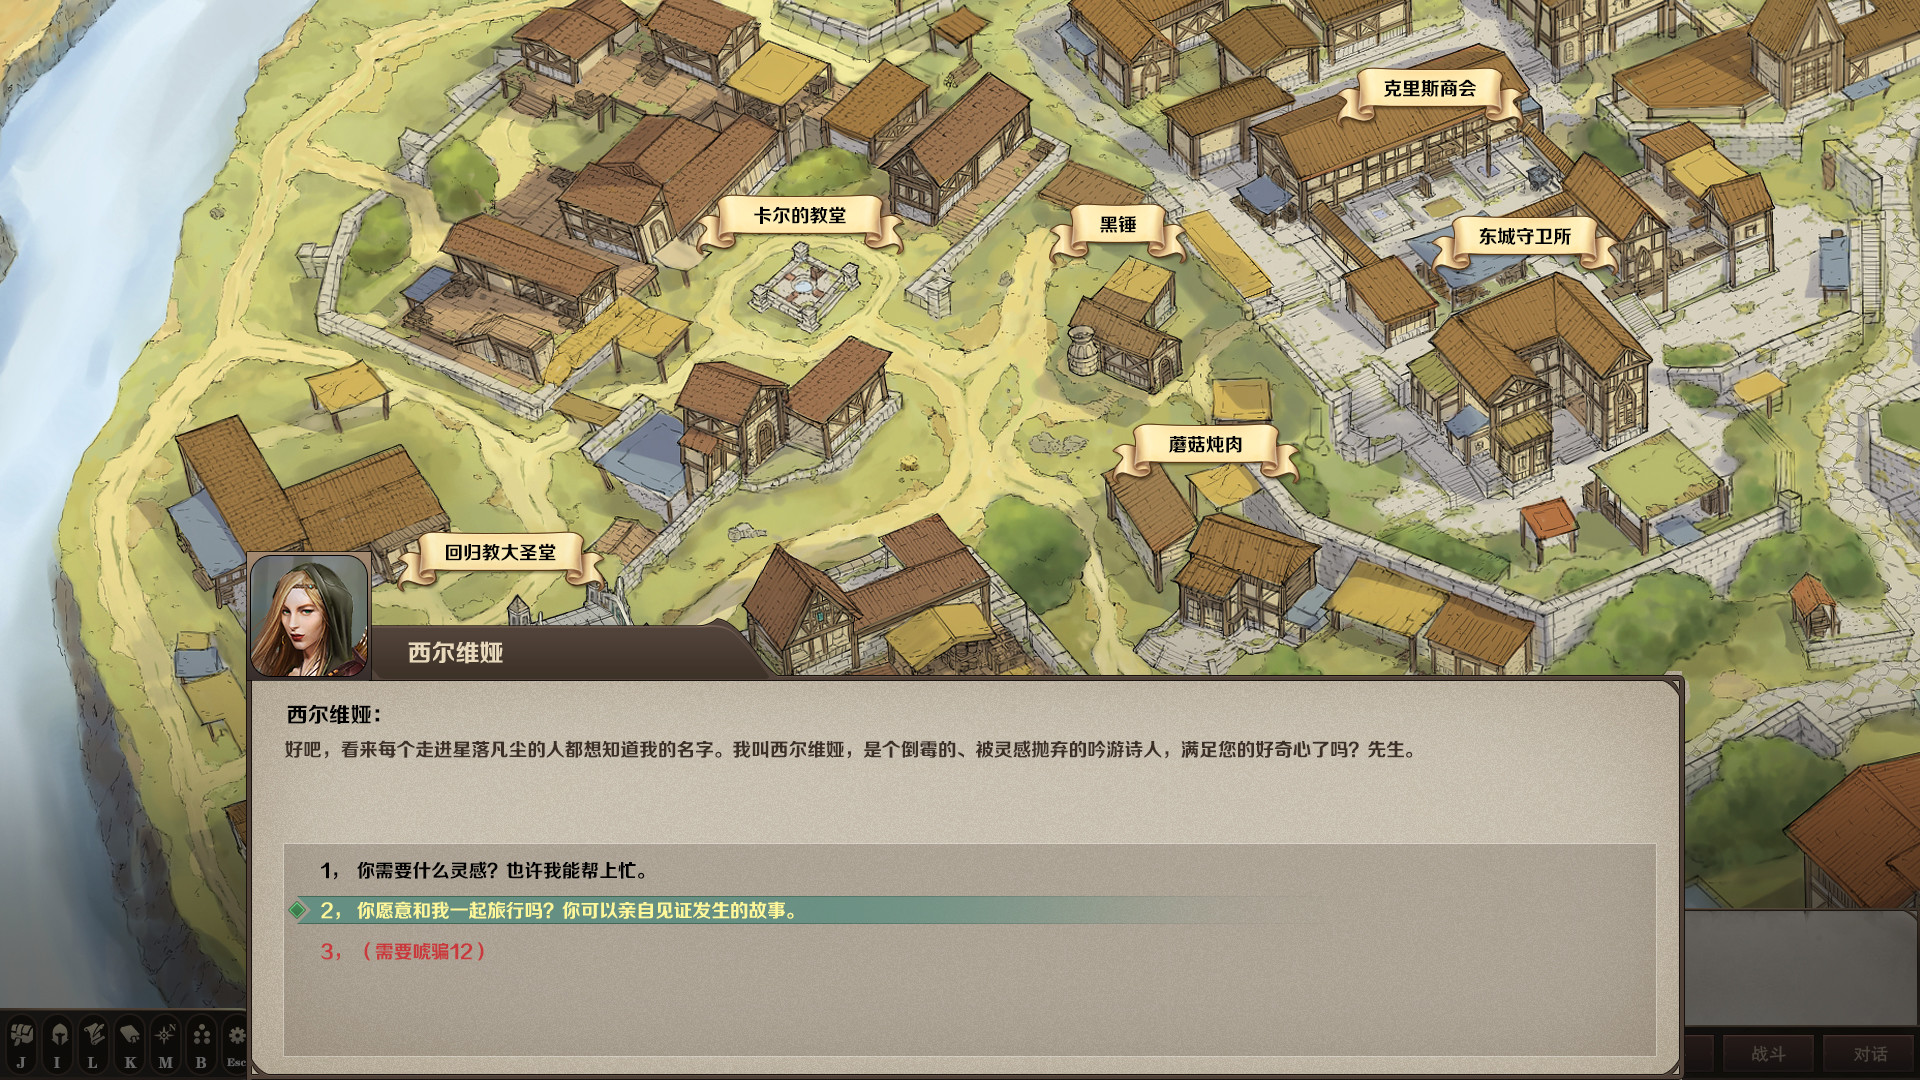 克里斯商会
卡尔的教堂
黑锤
东城守卫所
蘑菇炖肉
回归教大圣堂
西尔维娅
西尔维娅：
好吧，看来每个走进星落凡尘的人都想知道我的名字。我叫西尔维娅，是个倒霉的、被灵感抛弃的吟游诗人，满足您的好奇心了吗？先生。
1， 你需要什么灵感？也许我能帮上忙。
2， 你愿意和我一起旅行吗？你可以亲自见证发生的故事。
3， （需要唬骗12）
J I L K M B Esc
N
战斗 对话